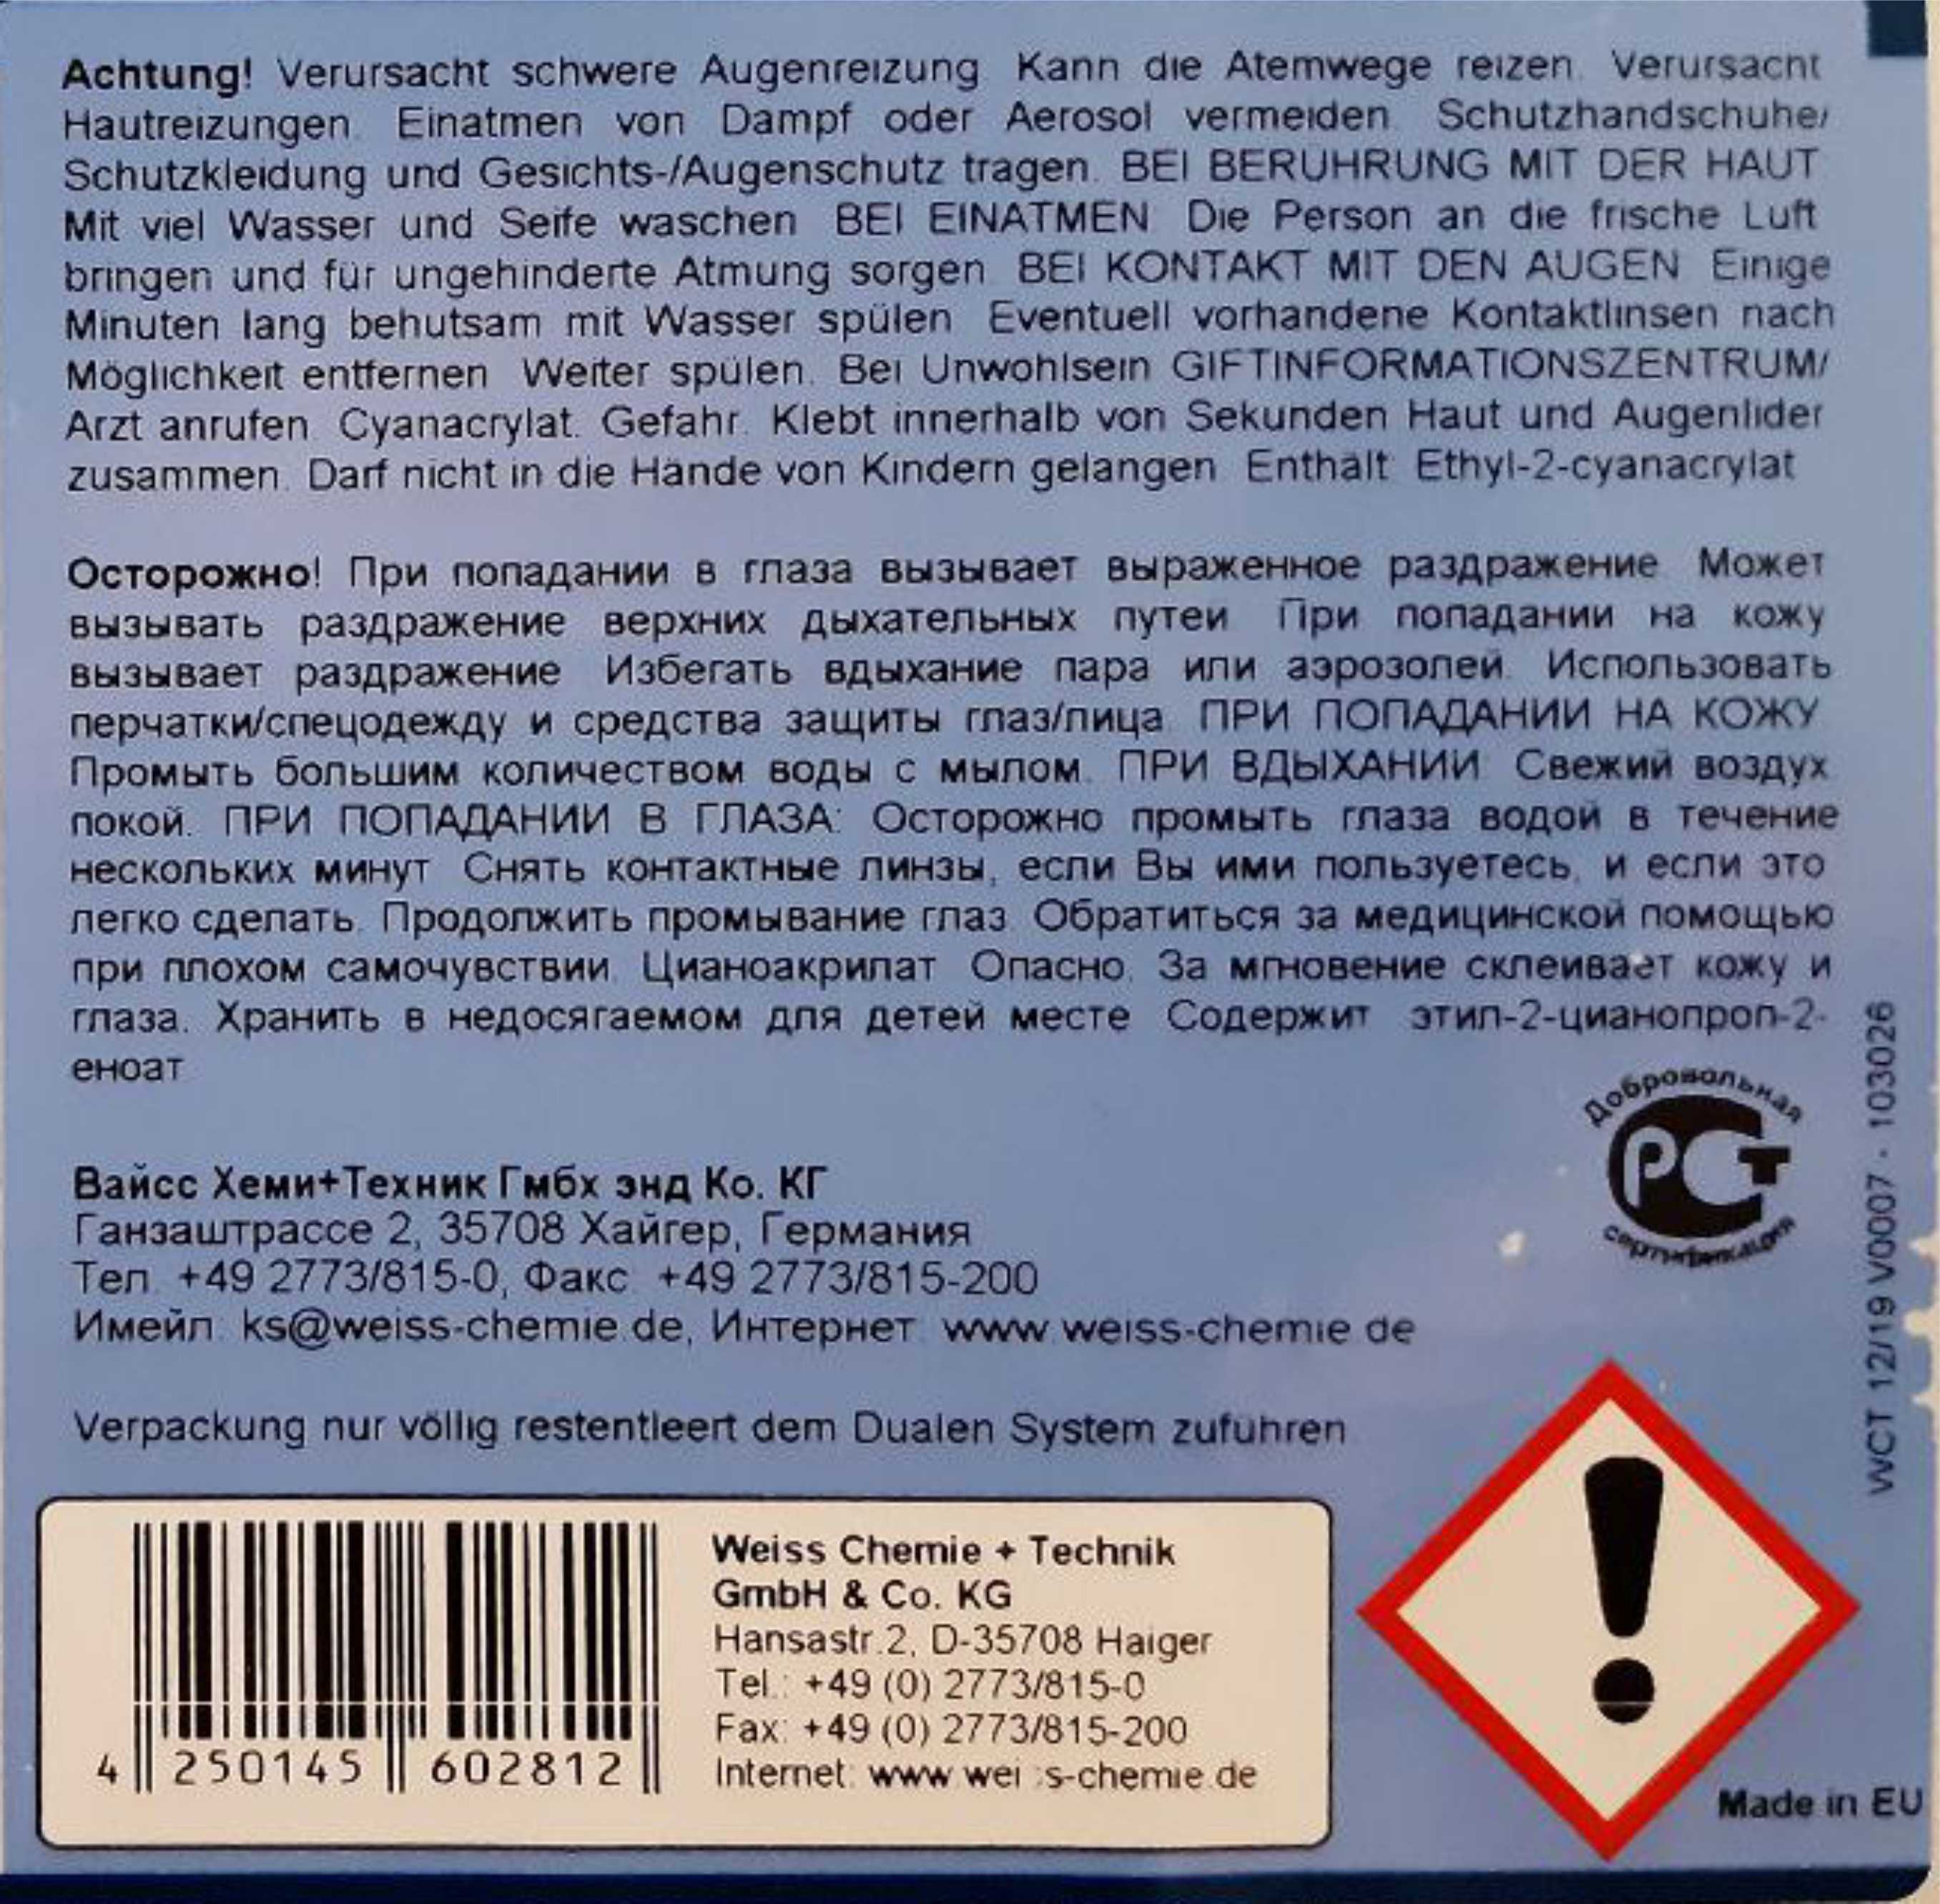 Achtung! Verursacht schwere Augenreizung. Kann die Atemwege reizen. Verursacht
Hautreizungen. Einatmen von Dampf oder Aerosol vermeiden. Schutzhandschuhe/
Schutzkleidung und Gesichts-/Augenschutz tragen. BEI BERÜHRUNG MIT DER HAUT:
Mit viel Wasser und Seife waschen. BEI EINATMEN: Die Person an die frische Luft
bringen und für ungehinderte Atmung sorgen. BEI KONTAKT MIT DEN AUGEN: Einige
Minuten lang behutsam mit Wasser spülen. Eventuell vorhandene Kontaktlinsen nach
Möglichkeit entfernen. Weiter spülen. Bei Unwohlsein GIFTINFORMATIONSZENTRUM/
Arzt anrufen. Cyanacrylat. Gefahr. Klebt innerhalb von Sekunden Haut und Augenlider
zusammen. Darf nicht in die Hände von Kindern gelangen. Enthält: Ethyl-2-cyanacrylat
Осторожно! При попадании в глаза вызывает выраженное раздражение. Может
вызывать раздражение верхних дыхательных путей. При попадании на кожу
вызывает раздражение. Избегать вдыхание пара или аэрозолей. Использовать
перчатки/спецодежду и средства защиты глаз/лица. ПРИ ПОПАДАНИИ НА КОЖУ:
Промыть большим количеством воды с мылом. ПРИ ВДЫХАНИИ: Свежий воздух,
покой. ПРИ ПОПАДАНИИ В ГЛАЗА: Осторожно промыть глаза водой в течение
нескольких минут. Снять контактные линзы, если Вы ими пользуетесь, и если это
легко сделать. Продолжить промывание глаз. Обратиться за медицинской помощью
при плохом самочувствии. Цианоакрилат. Опасно. За мгновение склеивает кожу и
глаза. Хранить в недосягаемом для детей месте. Содержит: этил-2-цианопроп-2-
еноат
Добровольная
РСТ
сертификация
Вайсс Хеми+Техник Гмбх энд Ко. КГ
Ганзаштрассе 2, 35708 Хайгер, Германия
Тел. +49 2773/815-0, Факс. +49 2773/815-200
Имейл: ks@weiss-chemie.de, Интернет: www.weiss-chemie.de
WCT 12/19 V0007 - 103026
Verpackung nur völlig restentleert dem Dualen System zuführen
Weiss Chemie + Technik
GmbH & Co. KG
Hansastr.2, D-35708 Haiger
Tel.: +49 (0) 2773/815-0
Fax: +49 (0) 2773/815-200
Internet: www.weiss-chemie.de
4 250145 602812
Made in EU